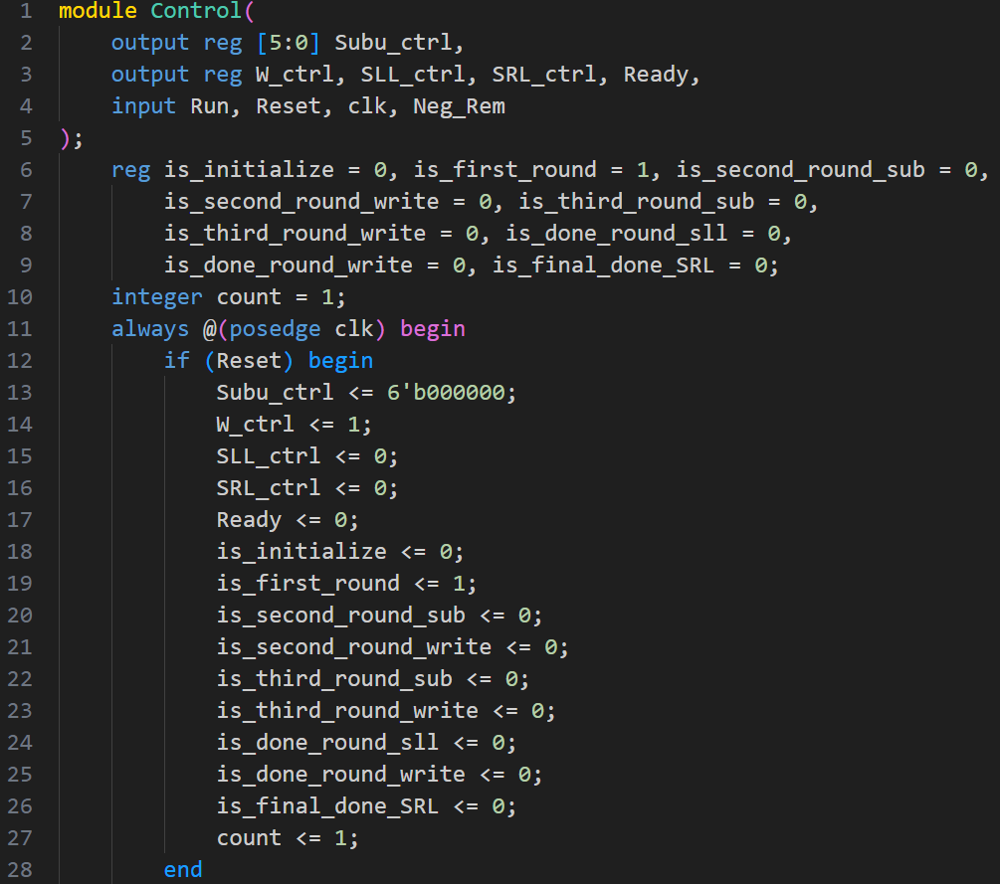 1 module Control(
2 output reg [5:0] Subu_ctrl,
3 output reg W_ctrl, SLL_ctrl, SRL_ctrl, Ready,
4 input Run, Reset, clk, Neg_Rem
5 );
6 reg is_initialize = 0, is_first_round = 1, is_second_round_sub = 0,
7 is_second_round_write = 0, is_third_round_sub = 0,
8 is_third_round_write = 0, is_done_round_sll = 0,
9 is_done_round_write = 0, is_final_done_SRL = 0;
10 integer count = 1;
11 always @(posedge clk) begin
12 if (Reset) begin
13 Subu_ctrl <= 6'b000000;
14 W_ctrl <= 1;
15 SLL_ctrl <= 0;
16 SRL_ctrl <= 0;
17 Ready <= 0;
18 is_initialize <= 0;
19 is_first_round <= 1;
20 is_second_round_sub <= 0;
21 is_second_round_write <= 0;
22 is_third_round_sub <= 0;
23 is_third_round_write <= 0;
24 is_done_round_sll <= 0;
25 is_done_round_write <= 0;
26 is_final_done_SRL <= 0;
27 count <= 1;
28 end